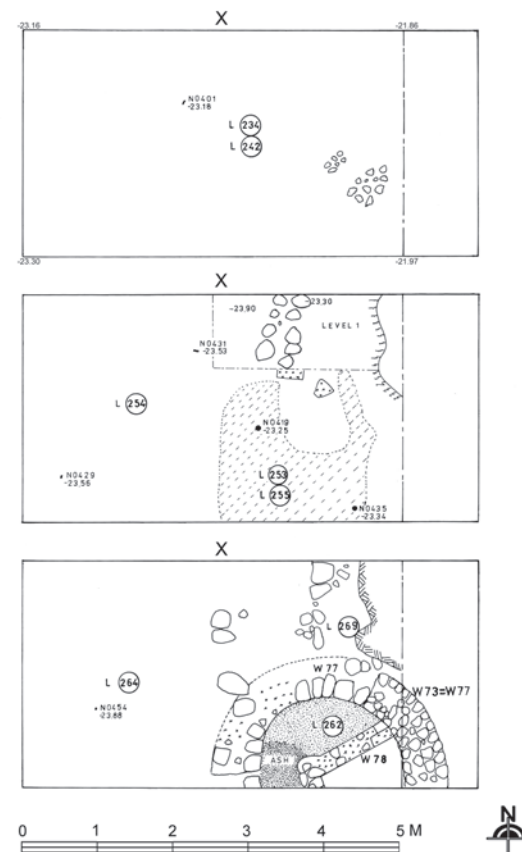 X
-23.16
-21.86
N0401
-23.18
L 234
L 242
-23.30
-21.97
X
-23.90
-23.30
LEVEL 1
N0431
-23.53
L 254
N0419
-23.25
N0429
-23.56
L 253
L 255
N0435
-23.34
X
L 269
W 77
L 264
W73=W77
N0454
-23.88
L 262
ASH
W 78
N
0 1 2 3 4 5 M